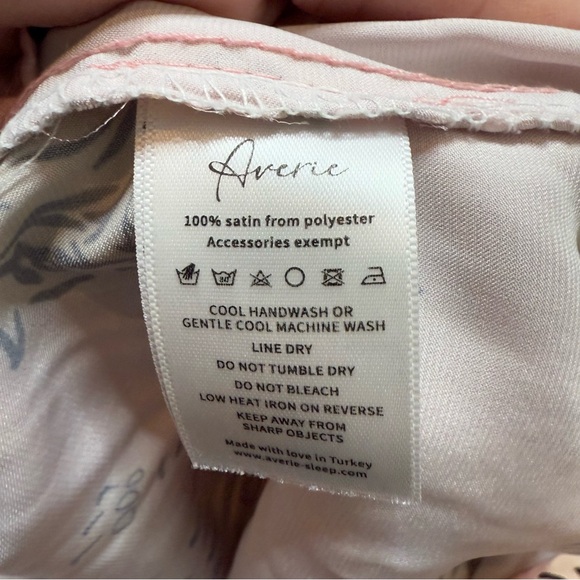 Averie
100% satin from polyester
Accessories exempt
30
COOL HANDWASH OR
GENTLE COOL MACHINE WASH
LINE DRY
DO NOT TUMBLE DRY
DO NOT BLEACH
LOW HEAT IRON ON REVERSE
KEEP AWAY FROM
SHARP OBJECTS
Made with love in Turkey
www.averie-sleep.com